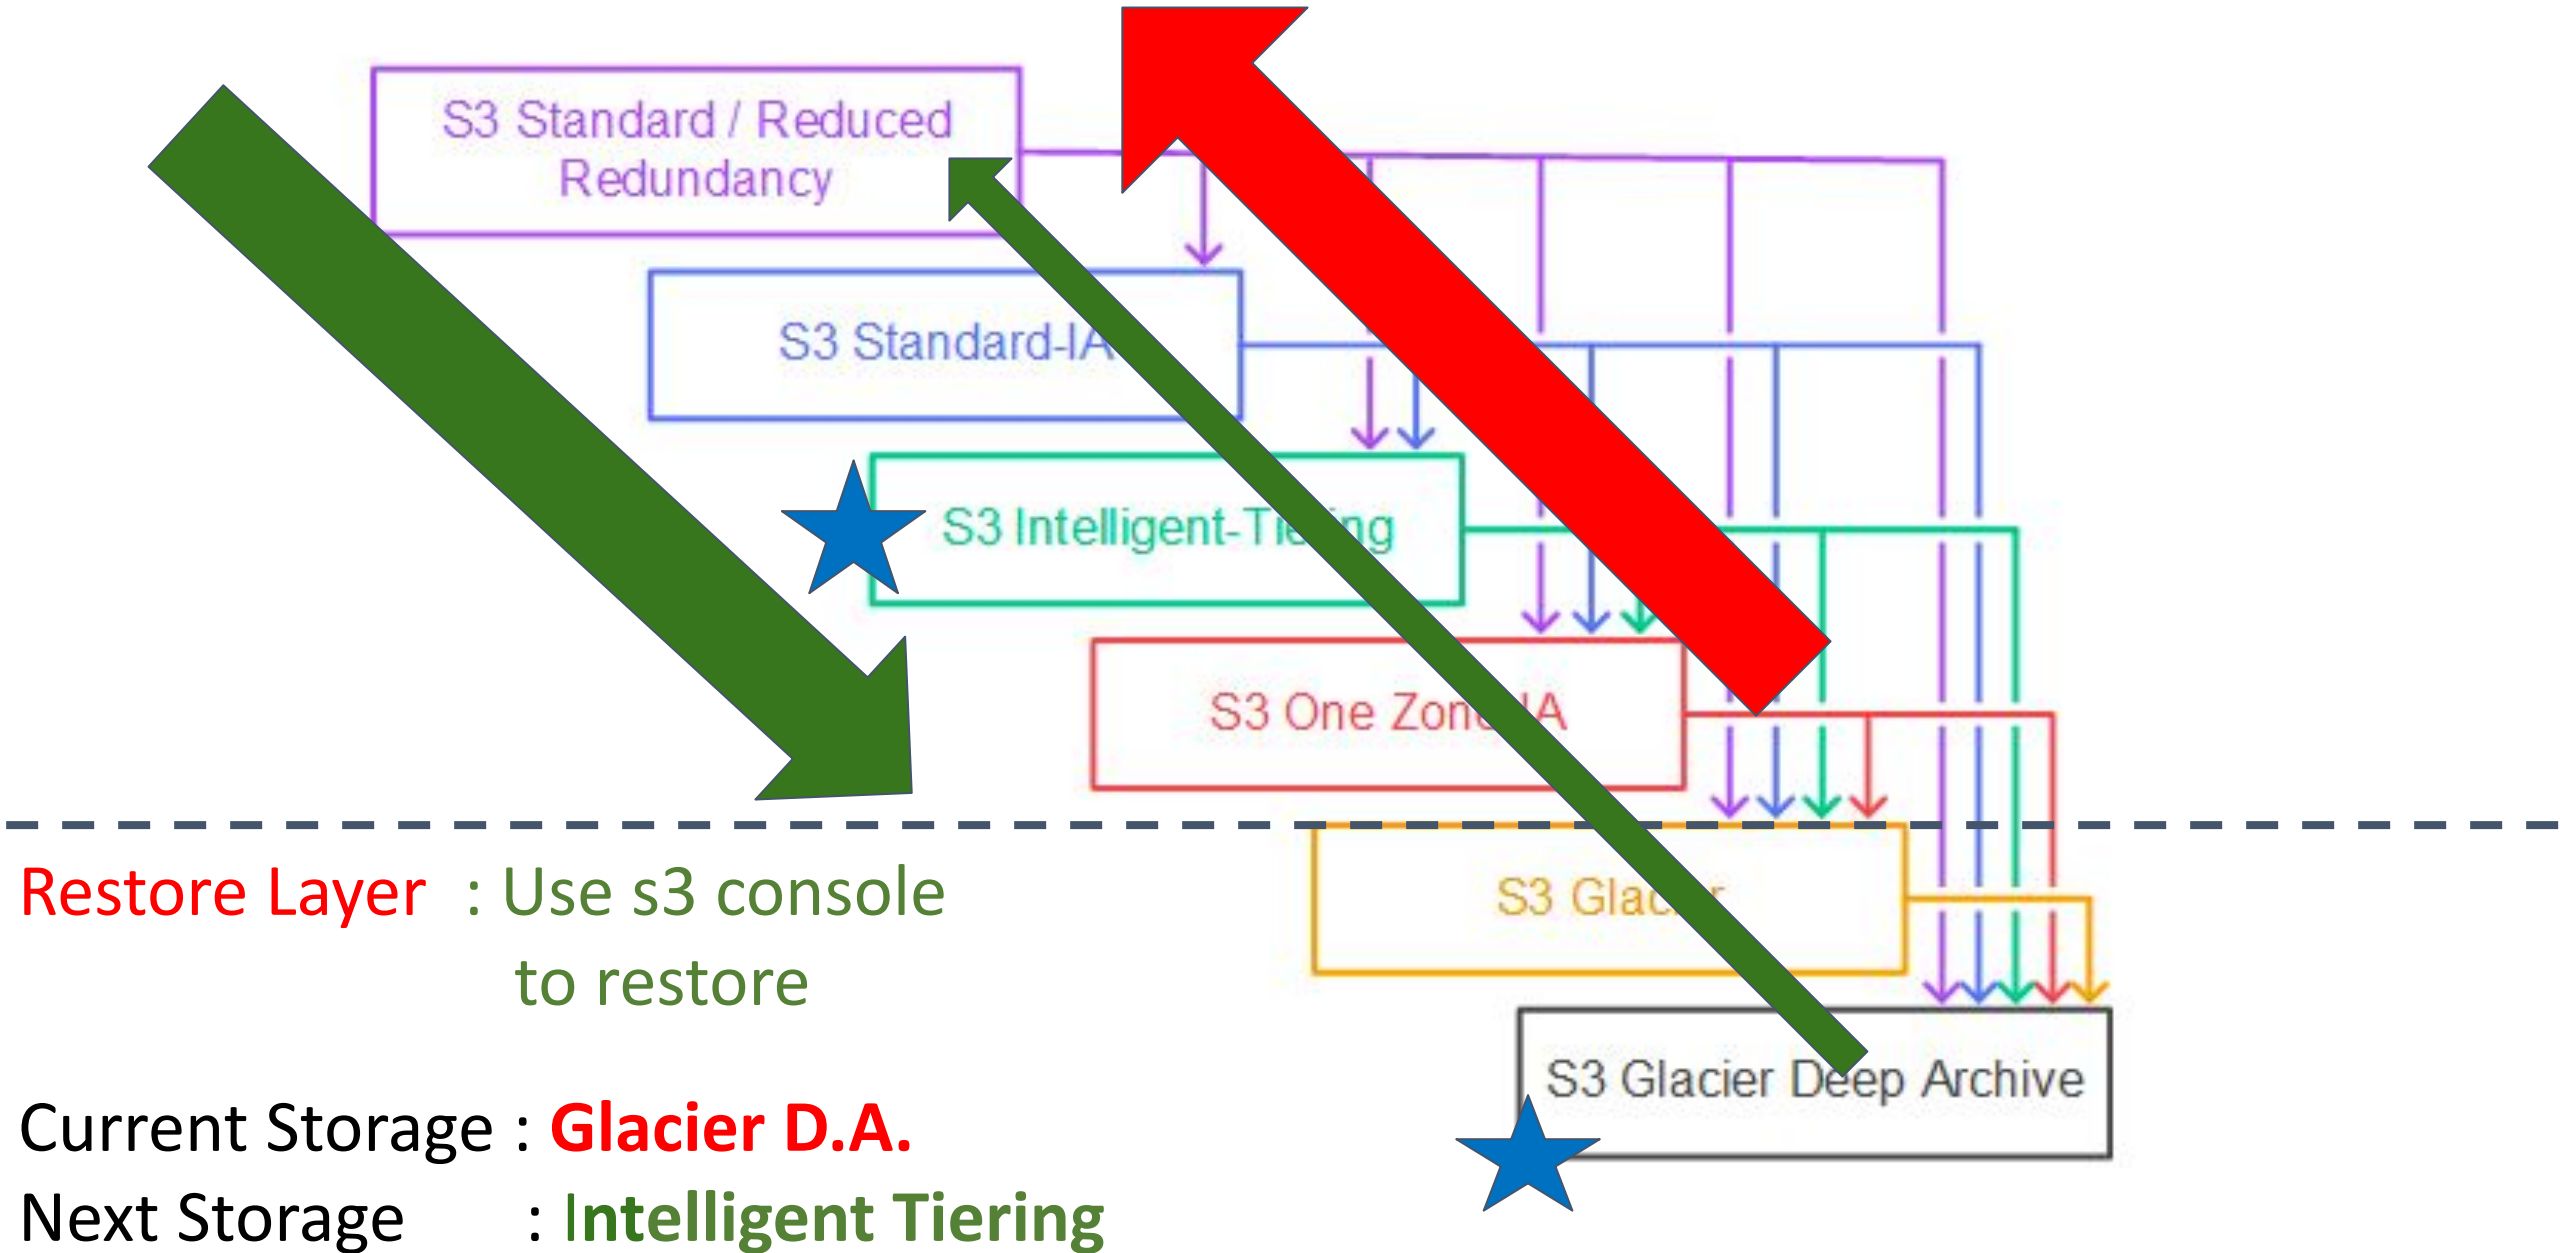 S3 Standard / Reduced
Redundancy
S3 Standard-IA
S3 Intelligent-Tiering
S3 One Zone-IA
Restore Layer : Use s3 console
to restore
S3 Glacier
S3 Glacier Deep Archive
Current Storage : Glacier D.A.
Next Storage : Intelligent Tiering